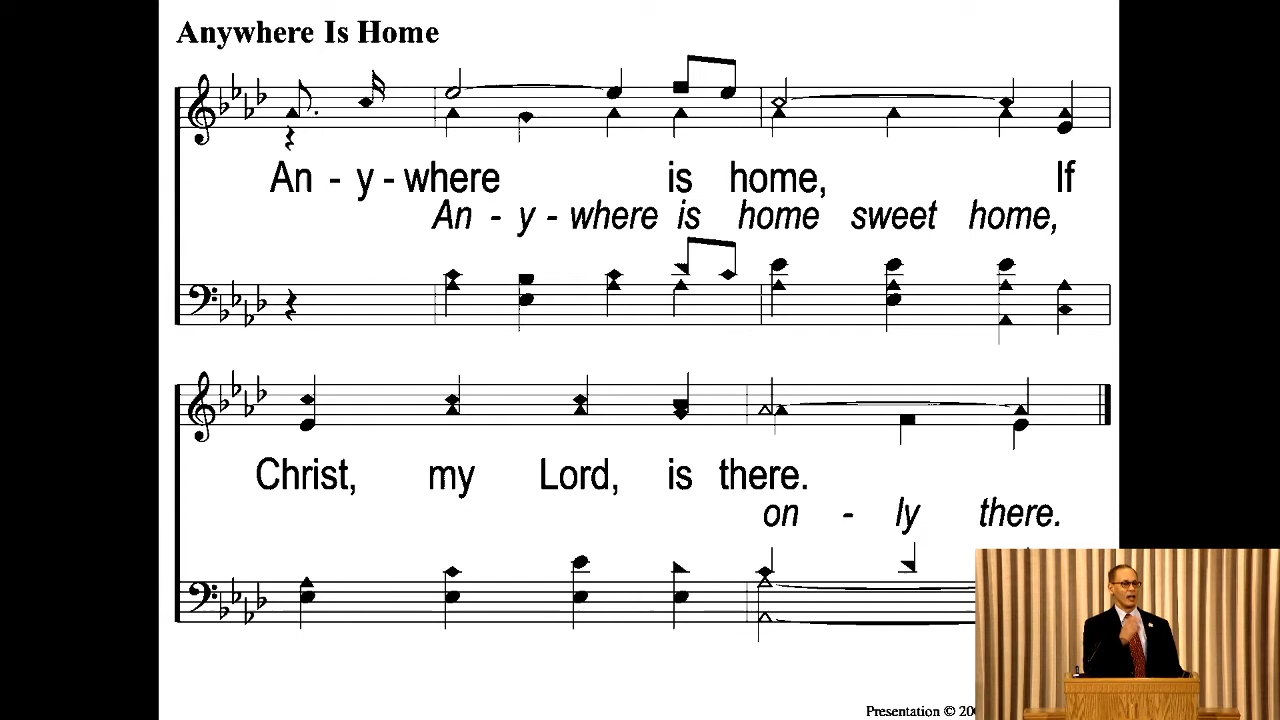 Anywhere Is Home
An - y - where is home, If
An - y - where is home sweet home,
Christ, my Lord, is there.
on - ly there.
Presentation ©